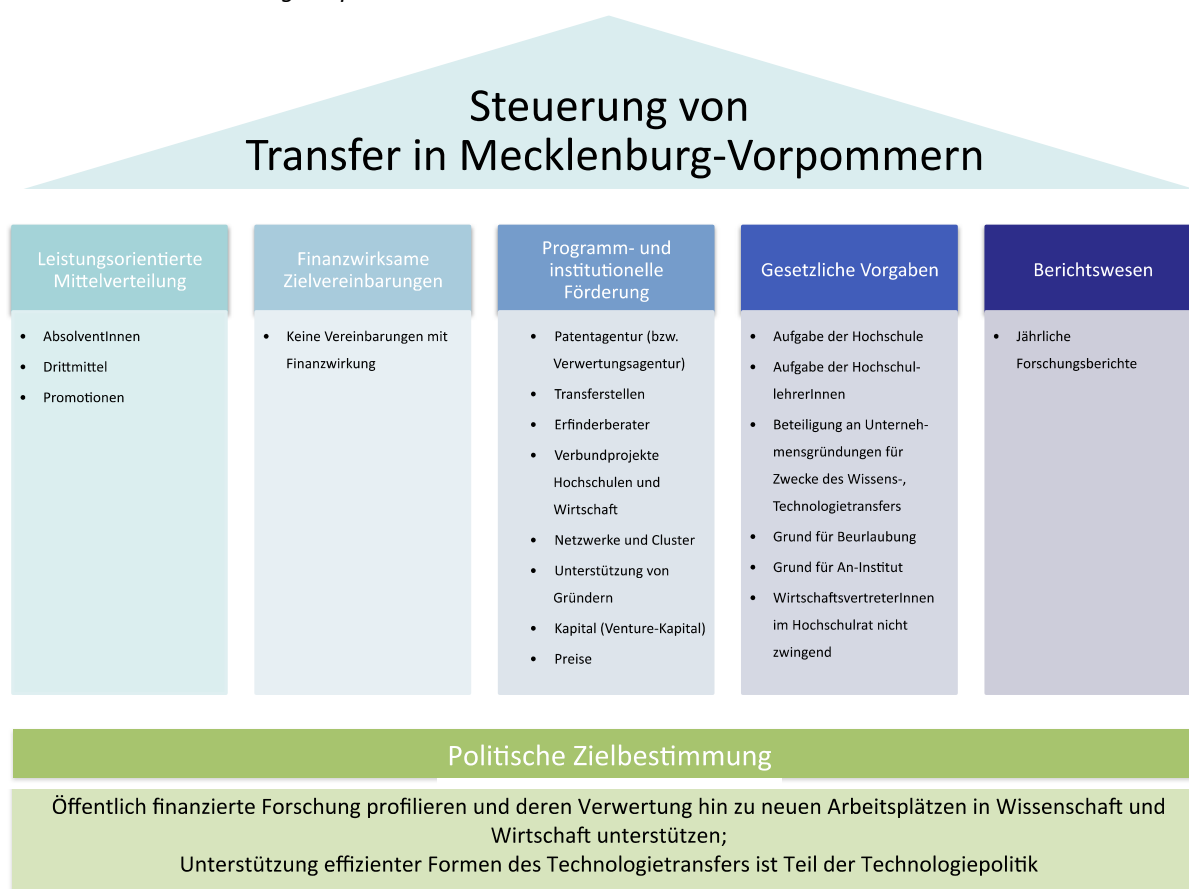 Steuerung von
Transfer in Mecklenburg-Vorpommern
Leistungsorientierte
Mittelverteilung
• AbsolventInnen
• Drittmittel
• Promotionen
Finanzwirksame
Zielvereinbarungen
• Keine Vereinbarungen mit
Finanzwirkung
Programm- und
institutionelle
Förderung
• Patentagentur (bzw.
Verwertungsagentur)
• Transferstellen
• Erfinderberater
• Verbundprojekte
Hochschulen und
Wirtschaft
• Netzwerke und Cluster
• Unterstützung von
Gründern
• Kapital (Venture-Kapital)
• Preise
Gesetzliche Vorgaben
• Aufgabe der Hochschule
• Aufgabe der Hochschul-
lehrerInnen
• Beteiligung an Unterneh-
mensgründungen für
Zwecke des Wissens-,
Technologietransfers
• Grund für Beurlaubung
• Grund für An-Institut
• WirtschaftsvertreterInnen
im Hochschulrat nicht
zwingend
Berichtswesen
• Jährliche
Forschungsberichte
Politische Zielbestimmung
Öffentlich finanzierte Forschung profilieren und deren Verwertung hin zu neuen Arbeitsplätzen in Wissenschaft und
Wirtschaft unterstützen;
Unterstützung effizienter Formen des Technologietransfers ist Teil der Technologiepolitik